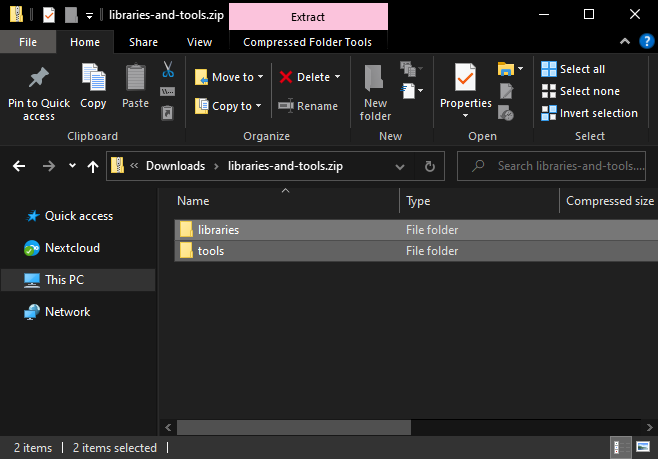 libraries-and-tools.zip
Extract
File
Home
Share
View
Compressed Folder Tools
Pin to Quick
access
Copy
Paste
Move to
Copy to
Delete
Rename
New
folder
Properties
Select all
Select none
Invert selection
Clipboard
Organize
New
Open
Select
Downloads
libraries-and-tools.zip
Search libraries-and-tools....
Name
Type
Compressed size
Quick access
Nextcloud
This PC
Network
libraries
File folder
tools
File folder
2 items
2 items selected